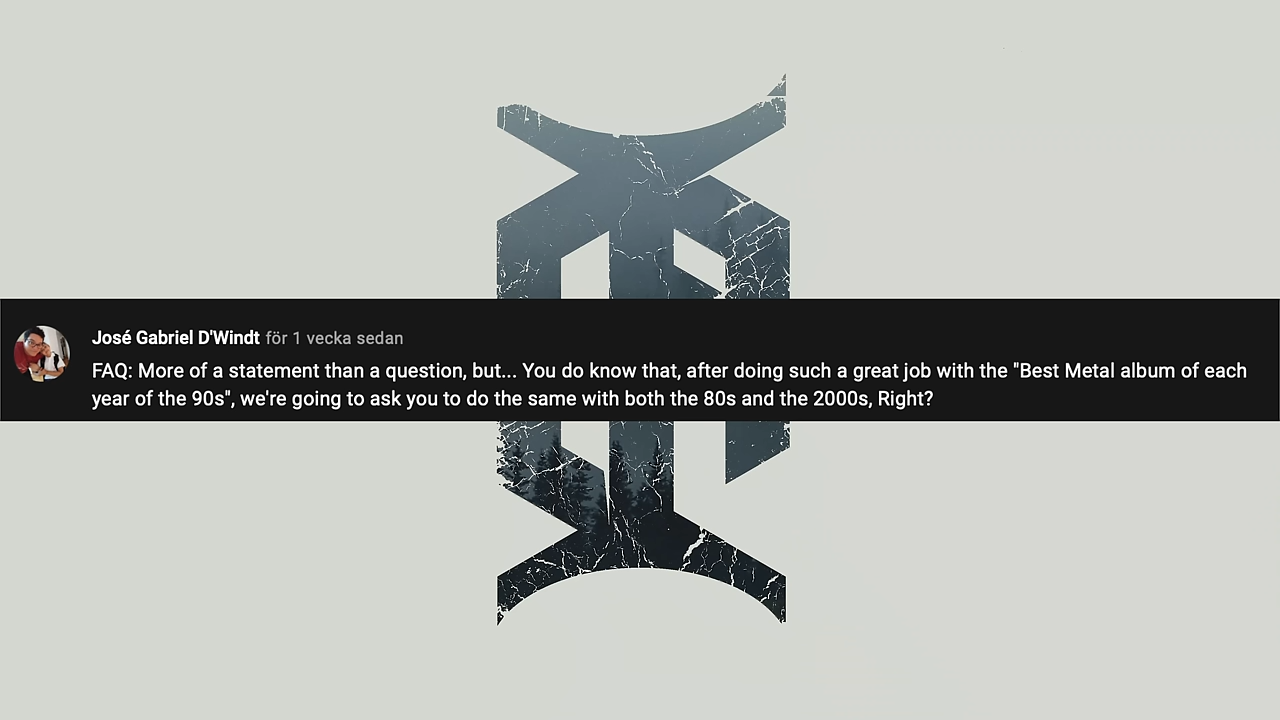 José Gabriel D'Windt för 1 vecka sedan
FAQ: More of a statement than a question, but... You do know that, after doing such a great job with the "Best Metal album of each
year of the 90s", we're going to ask you to do the same with both the 80s and the 2000s, Right?